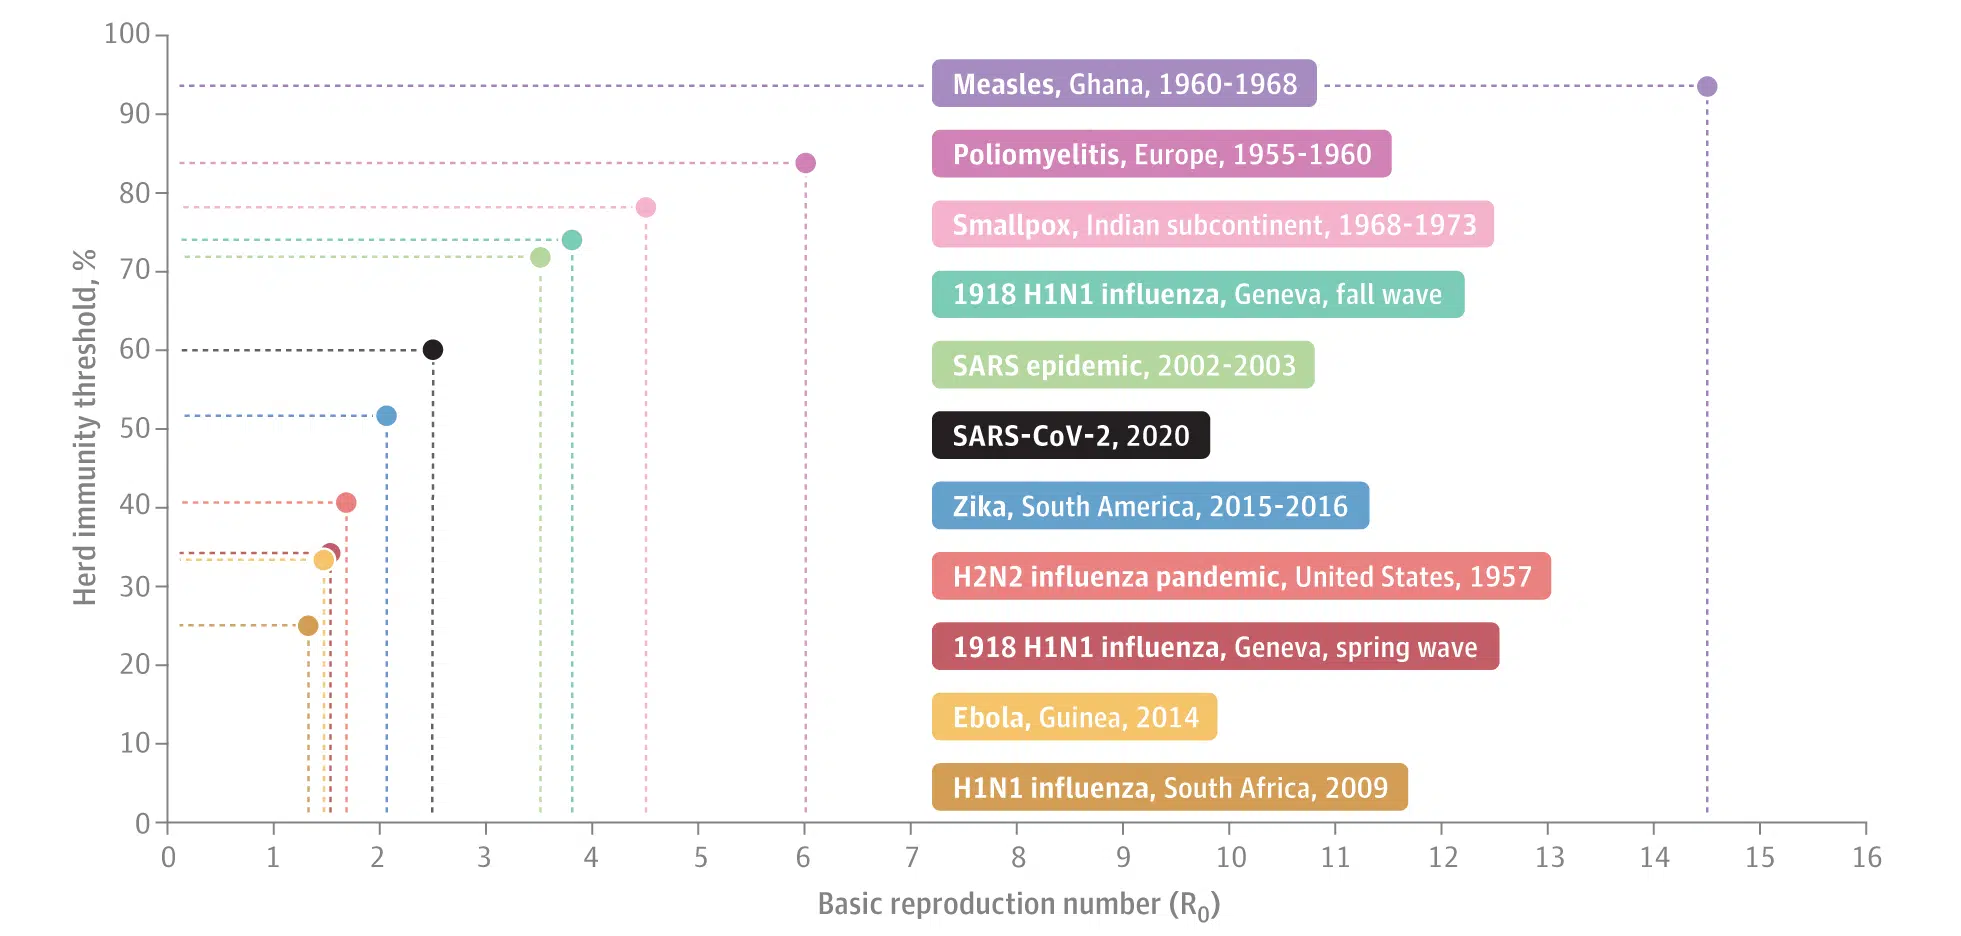 100
90
80
70
60
50
40
30
20
10
0
Herd immunity threshold, %
Measles, Ghana, 1960-1968
Poliomyelitis, Europe, 1955-1960
Smallpox, Indian subcontinent, 1968-1973
1918 H1N1 influenza, Geneva, fall wave
SARS epidemic, 2002-2003
SARS-CoV-2, 2020
Zika, South America, 2015-2016
H2N2 influenza pandemic, United States, 1957
1918 H1N1 influenza, Geneva, spring wave
Ebola, Guinea, 2014
H1N1 influenza, South Africa, 2009
0 1 2 3 4 5 6 7 8 9 10 11 12 13 14 15 16
Basic reproduction number (R0)